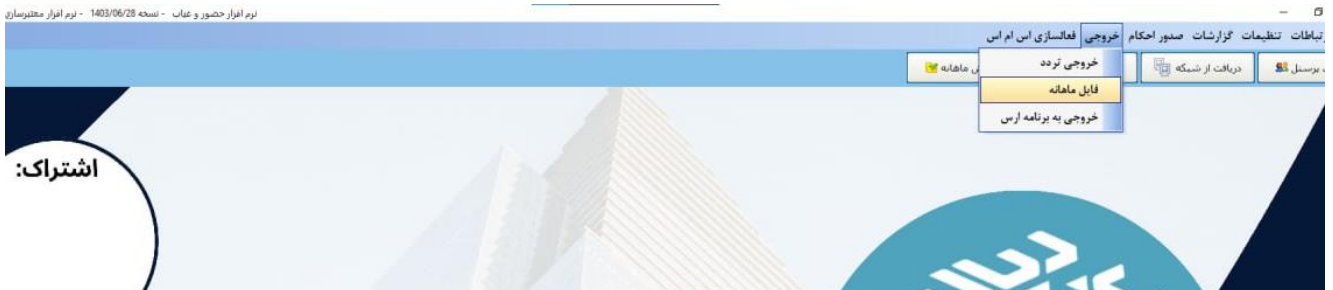 نرم افزار حضور و غیاب - نسخه 1403/06/28 - نرم افزار معتبرسازی
تنظیمات گزارشات صدور احکام خروجی فعالسازی اس ام اس
پرسنل دریافت از شبکه ماهانه
خروجی تردد
فایل ماهانه
خروجی به برنامه ارس
اشتراک: